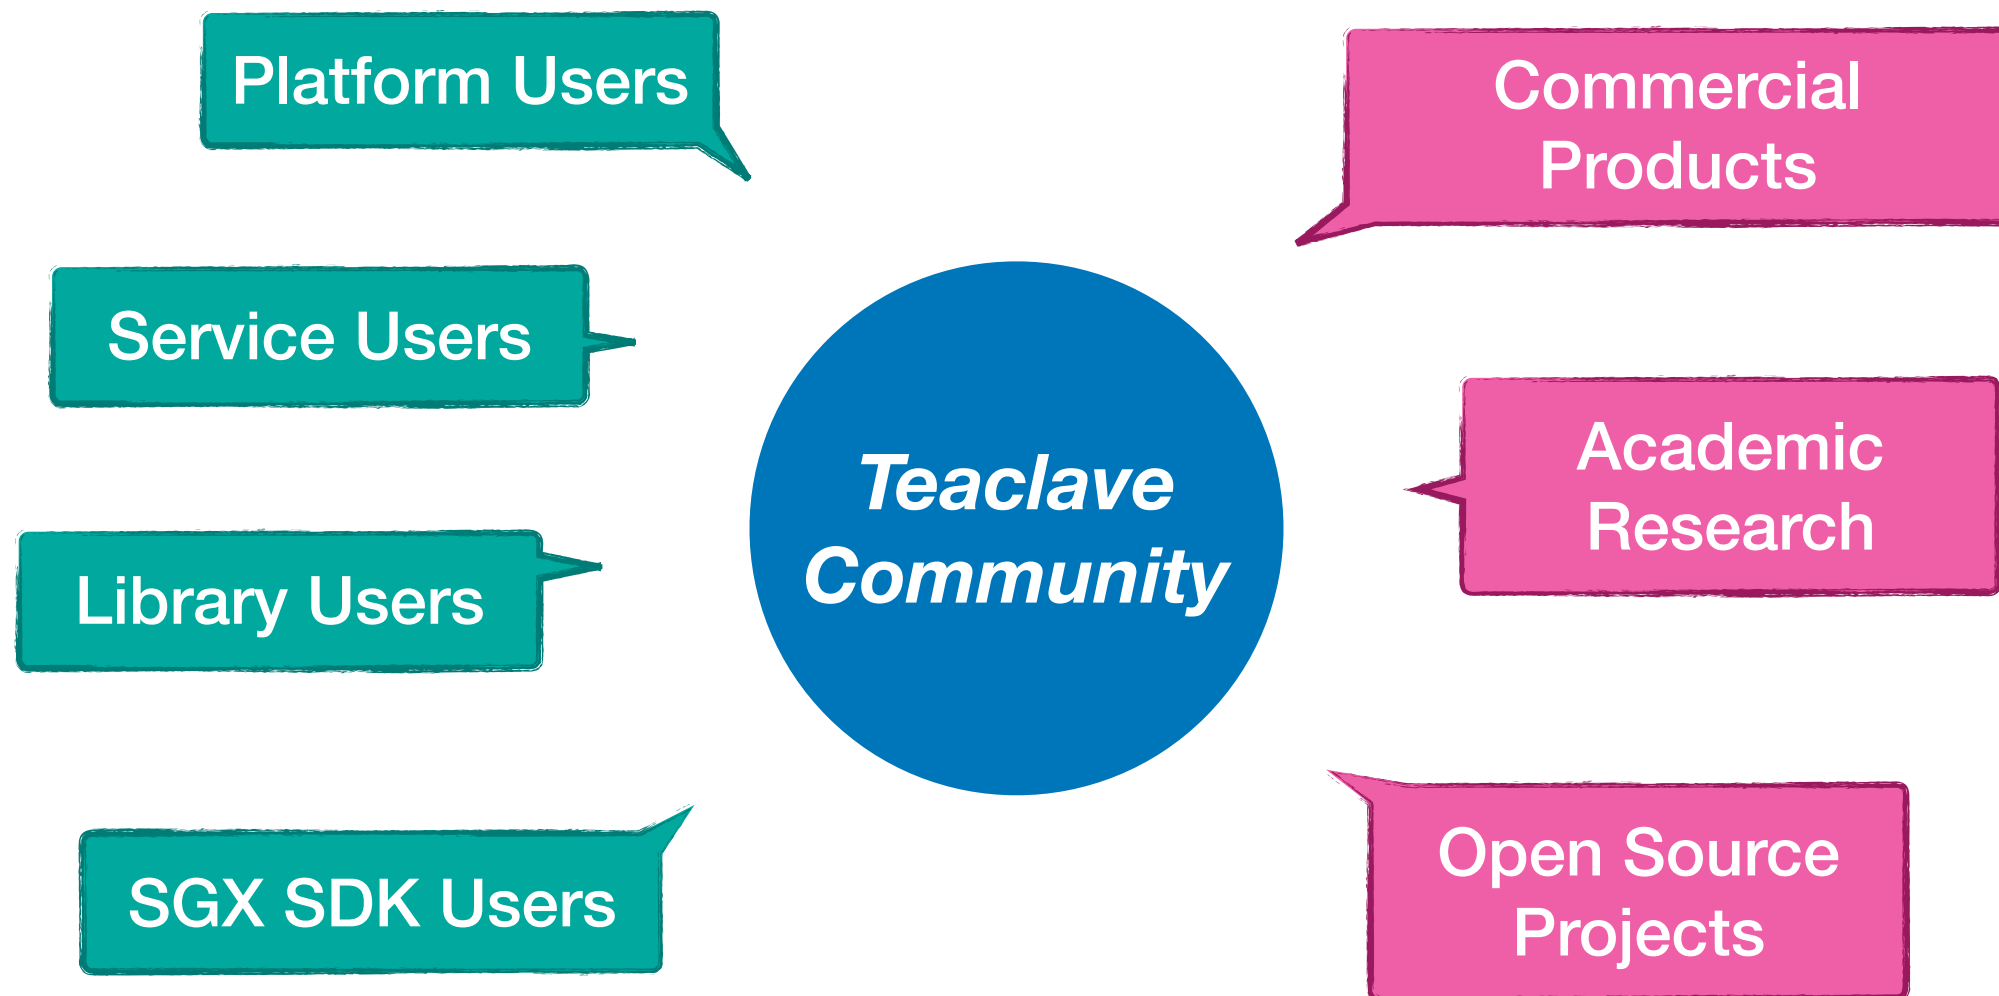 Platform Users
Service Users
Library Users
SGX SDK Users
Teaclave
Community
Commercial
Products
Academic
Research
Open Source
Projects